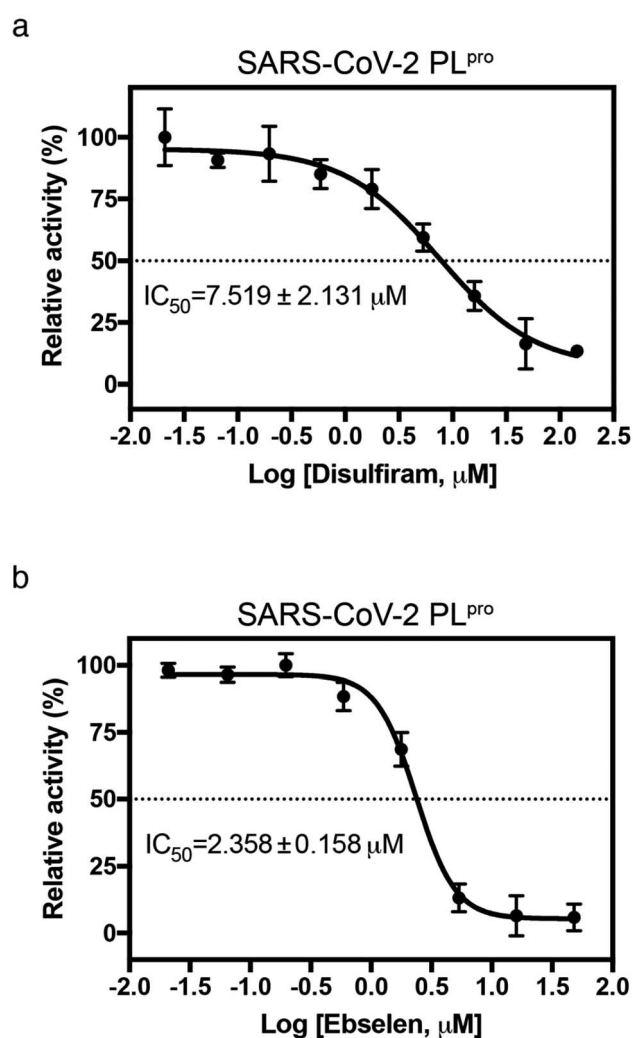 a
SARS-CoV-2 PLpro
Relative activity (%)
100
75
50
25
0
IC50=7.519 ± 2.131 μM
-2.0 -1.5 -1.0 -0.5 0.0 0.5 1.0 1.5 2.0 2.5
Log [Disulfiram, μM]
b
SARS-CoV-2 PLpro
Relative activity (%)
100
75
50
25
0
IC50=2.358 ± 0.158 μM
-2.0 -1.5 -1.0 -0.5 0.0 0.5 1.0 1.5 2.0
Log [Ebselen, μM]